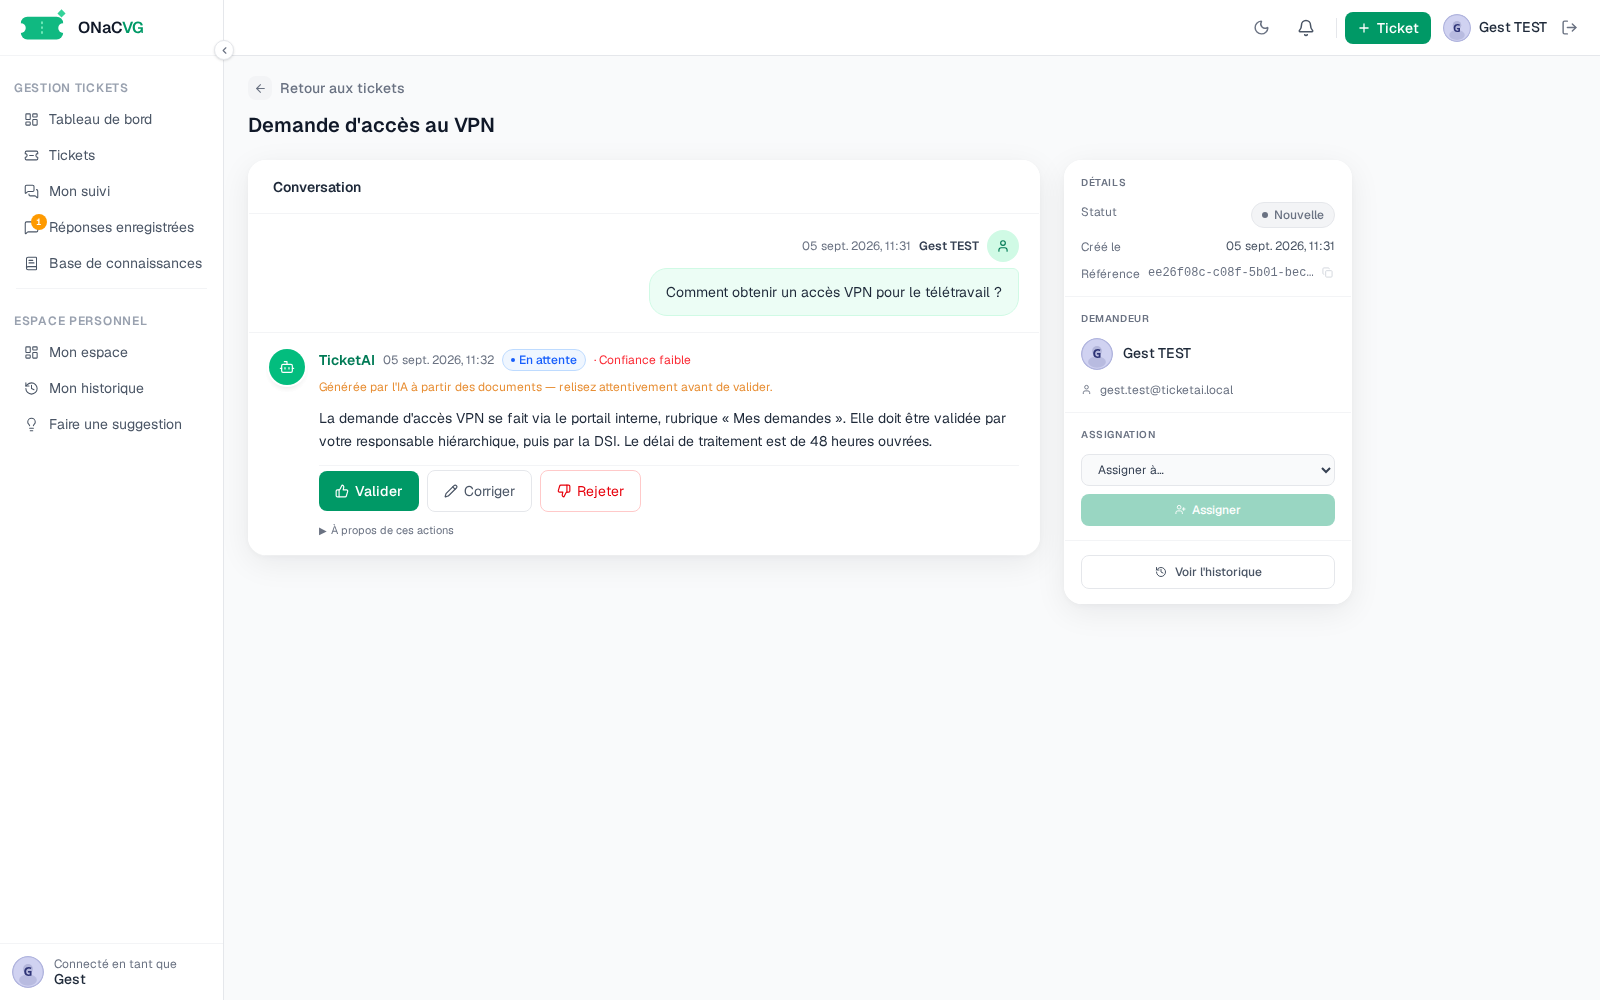 ONaCVG
+ Ticket
G
Gest TEST
GESTION TICKETS
Tableau de bord
Tickets
Mon suivi
1
Réponses enregistrées
Base de connaissances
ESPACE PERSONNEL
Mon espace
Mon historique
Faire une suggestion
G
Connecté en tant que
Gest
Retour aux tickets
Demande d'accès au VPN
Conversation
05 sept. 2026, 11:31 Gest TEST
Comment obtenir un accès VPN pour le télétravail ?
TicketAI 05 sept. 2026, 11:32 • En attente · Confiance faible
Générée par l'IA à partir des documents — relisez attentivement avant de valider.
La demande d'accès VPN se fait via le portail interne, rubrique « Mes demandes ». Elle doit être validée par
votre responsable hiérarchique, puis par la DSI. Le délai de traitement est de 48 heures ouvrées.
Valider Corriger Rejeter
▶ À propos de ces actions
DÉTAILS
Statut • Nouvelle
Créé le 05 sept. 2026, 11:31
Référence ee26f08c-c08f-5b01-bec…
DEMANDEUR
G
Gest TEST
gest.test@ticketai.local
ASSIGNATION
Assigner à…
Assigner
Voir l'historique